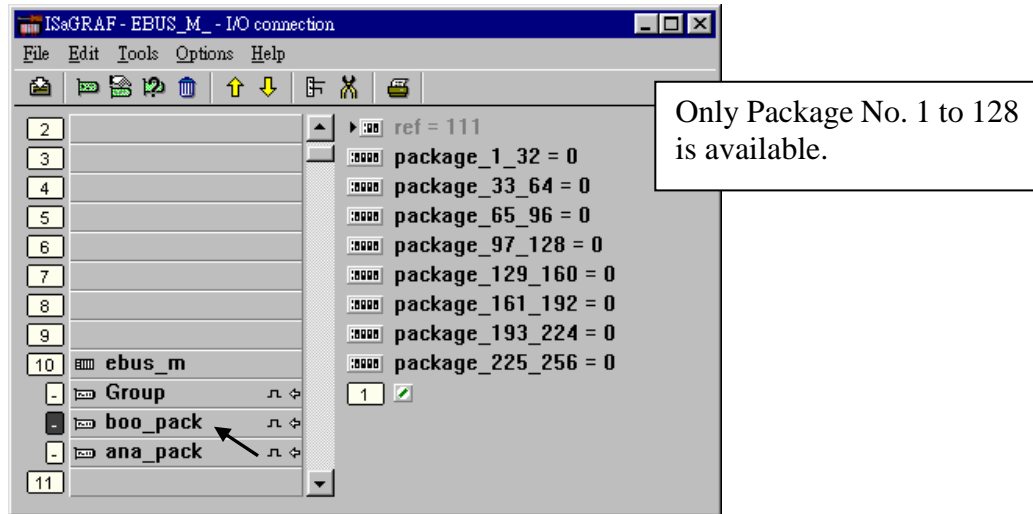 ISaGRAF - EBUS_M_ - I/O connection
File Edit Tools Options Help
Only Package No. 1 to 128
is available.
2
3
4
5
6
7
8
9
10 ebus_m
- Group
- boo_pack
- ana_pack
11
ref = 111
package_1_32 = 0
package_33_64 = 0
package_65_96 = 0
package_97_128 = 0
package_129_160 = 0
package_161_192 = 0
package_193_224 = 0
package_225_256 = 0
1